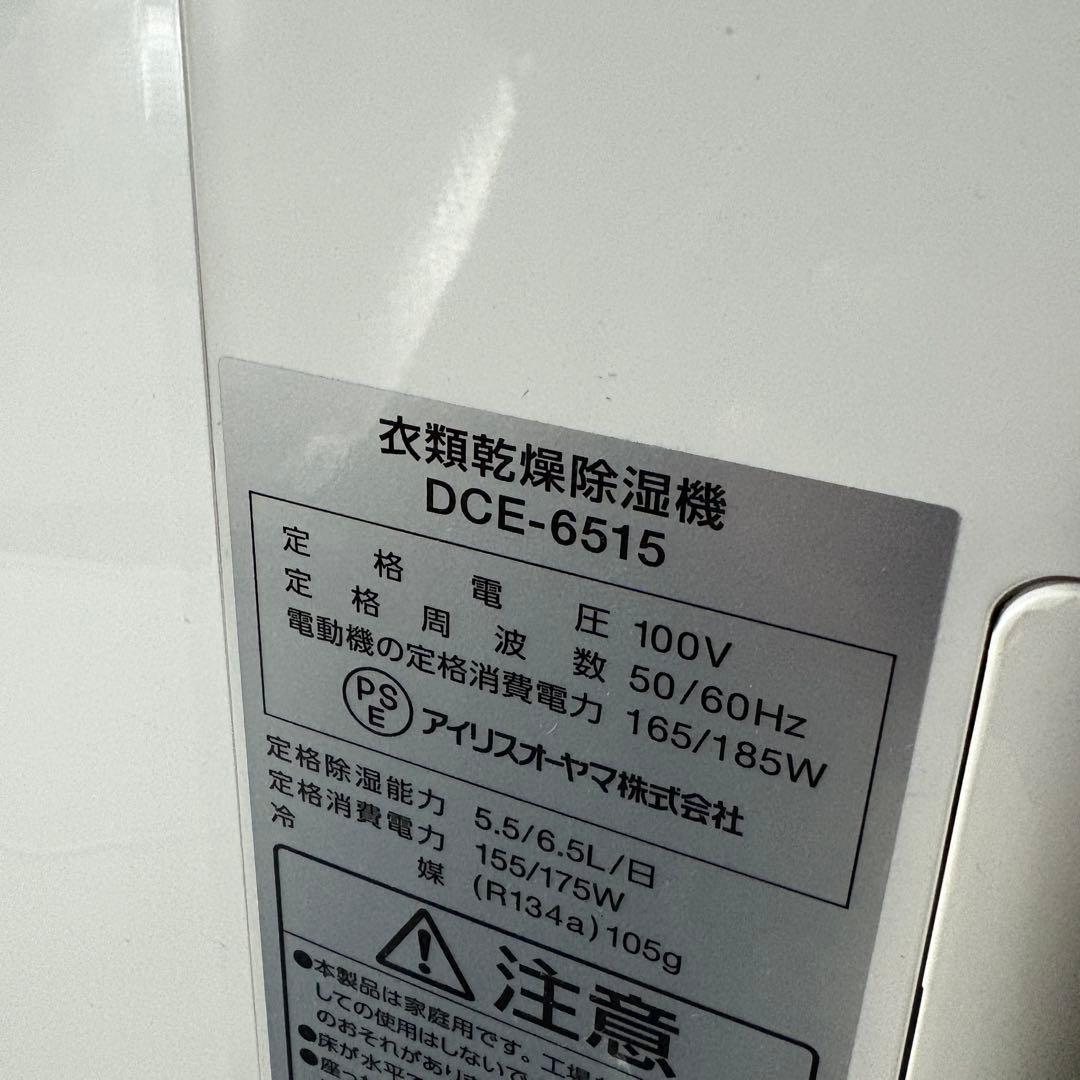 衣類乾燥除湿機
DCE-6515
定格電圧 100V
定格周波数 50/60Hz
電動機の定格消費電力 165/185W
PSE アイリスオーヤマ株式会社
定格除湿能力 5.5/6.5L/日
定格消費電力 155/175W
冷媒 (R134a)105g
注意
●本製品は家庭用です。工場
しての使用はしないで
のおそれがありま
●床が水平で
●座った